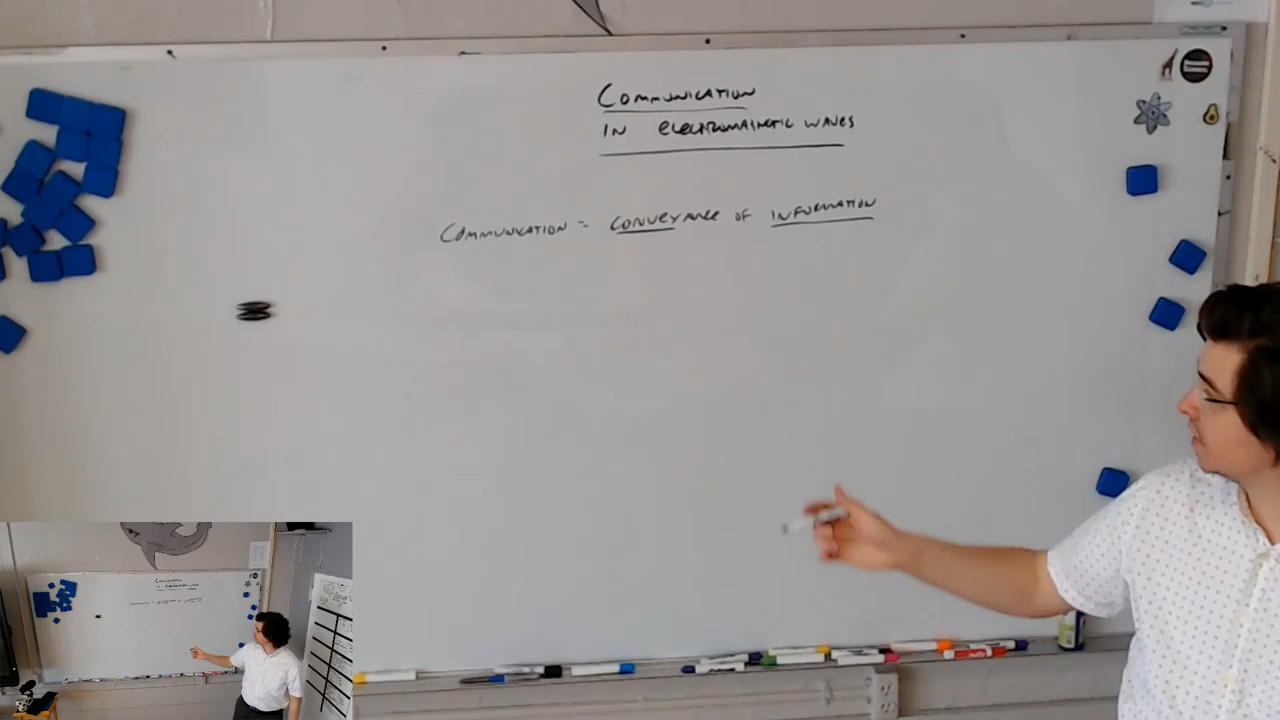 COMMUNICATION
IN ELECTROMAGNETIC WAVES
COMMUNICATION = CONVEYANCE OF INFORMATION